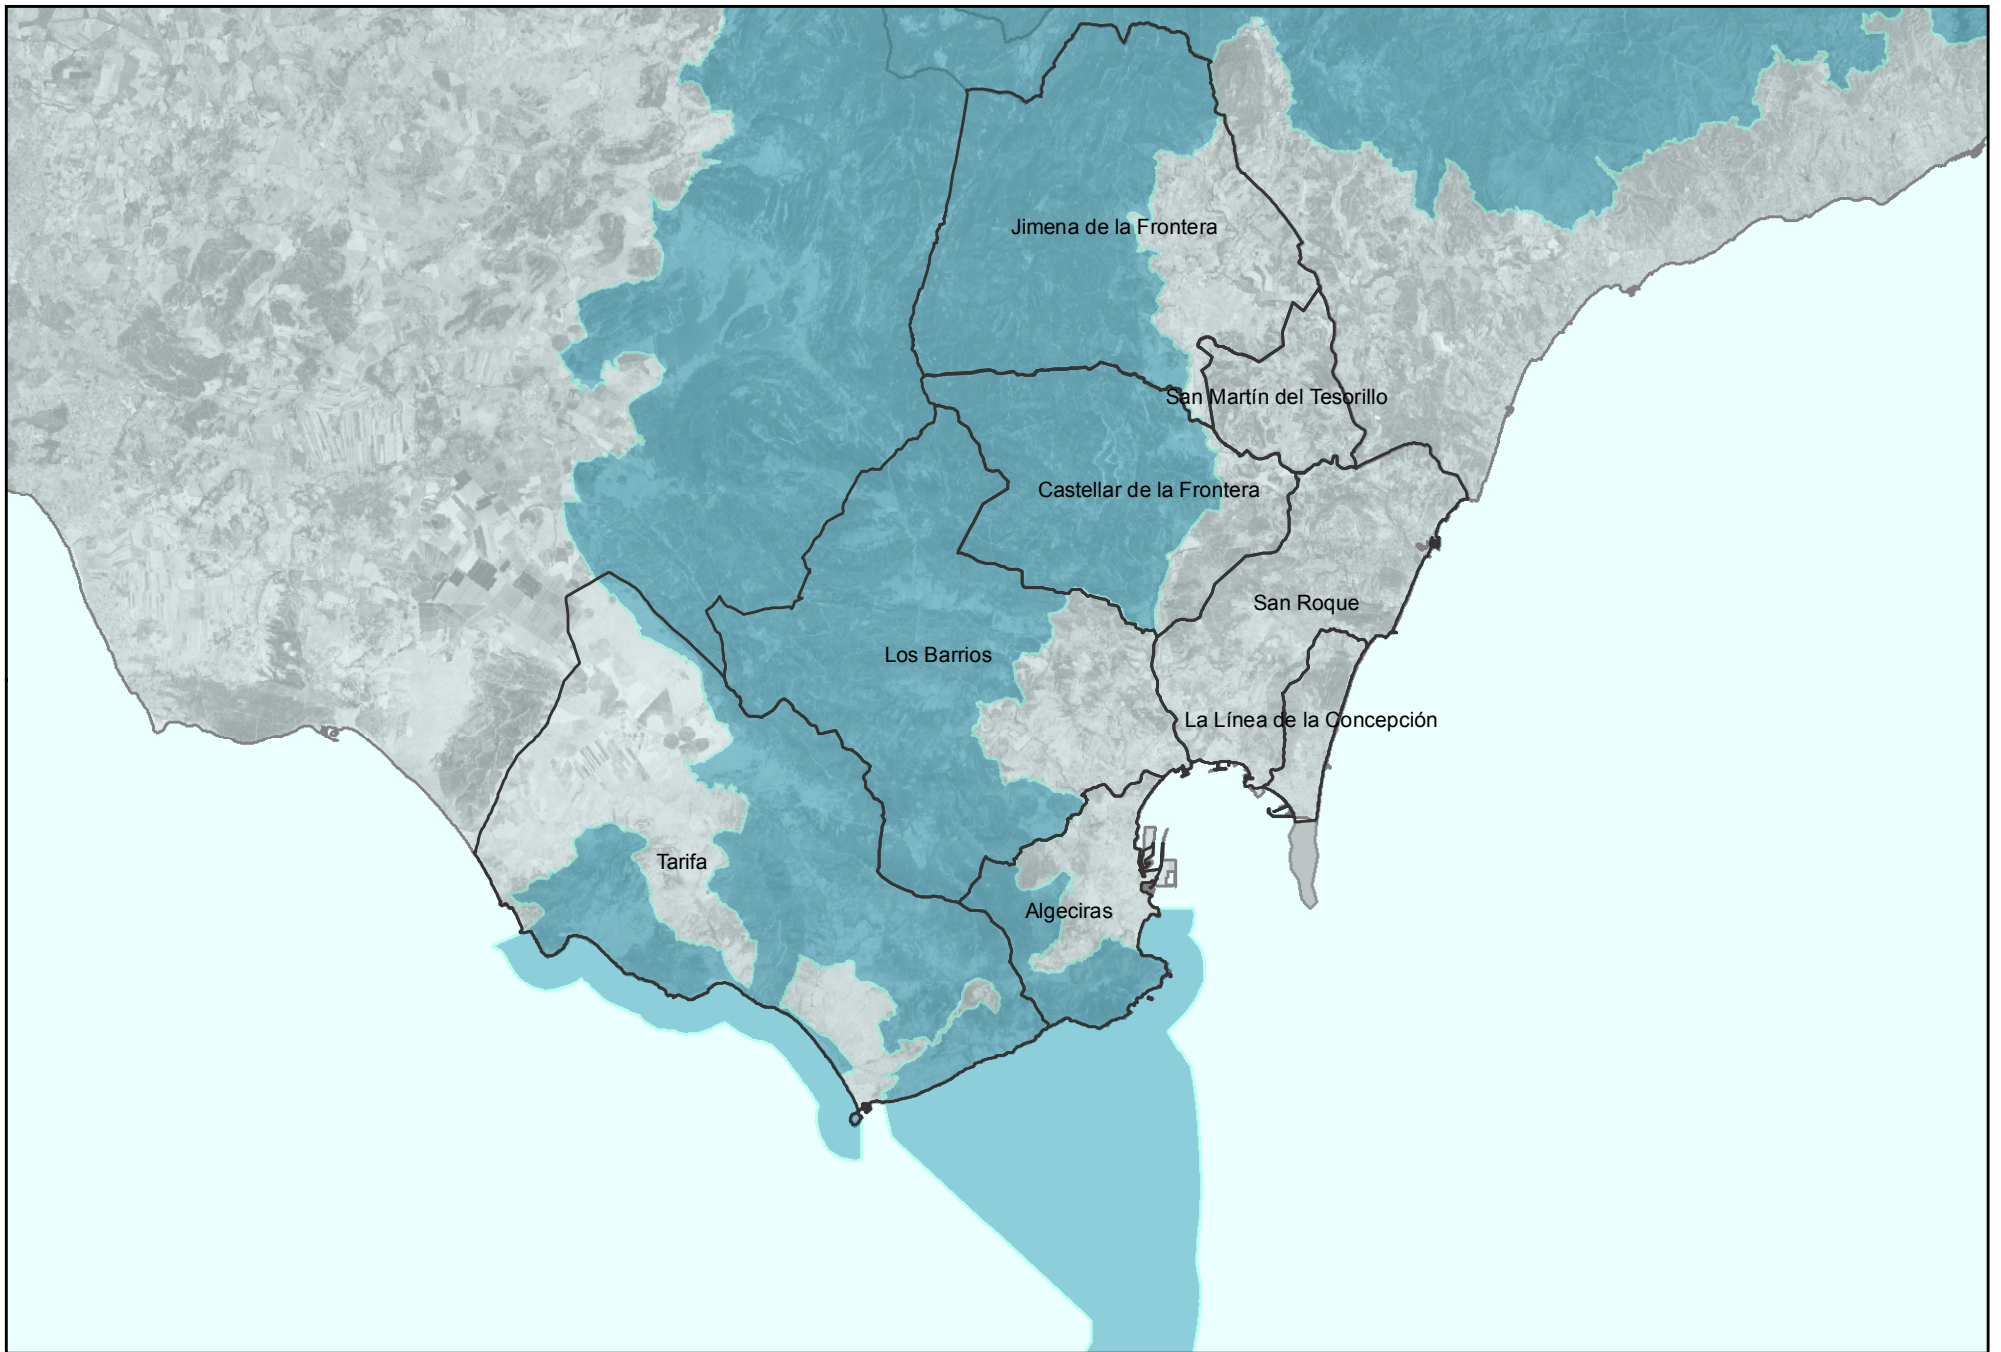 Jimena de la Frontera
San Martín del Tesorillo
Castellar de la Frontera
San Roque
Los Barrios
La Línea de la Concepción
Tarifa
Algeciras